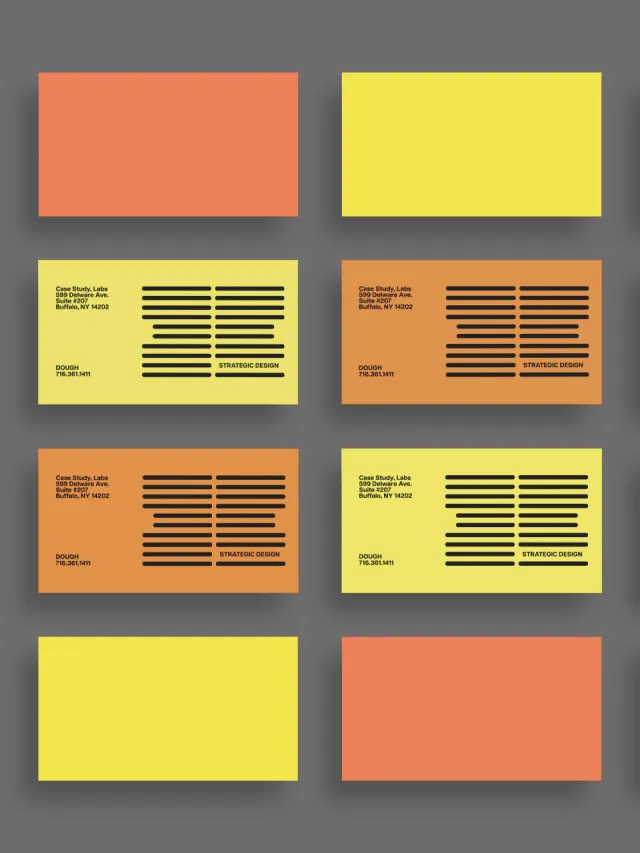 Case Study, Labs
599 Delware Ave.
Suite #207
Buffalo, NY 14202
DOUGH
716.361.1411
STRATEGIC DESIGN
Case Study, Labs
599 Delware Ave.
Suite #207
Buffalo, NY 14202
DOUGH
716.361.1411
STRATEGIC DESIGN
Case Study, Labs
599 Delware Ave.
Suite #207
Buffalo, NY 14202
DOUGH
716.361.1411
STRATEGIC DESIGN
Case Study, Labs
599 Delware Ave.
Suite #207
Buffalo, NY 14202
DOUGH
716.361.1411
STRATEGIC DESIGN